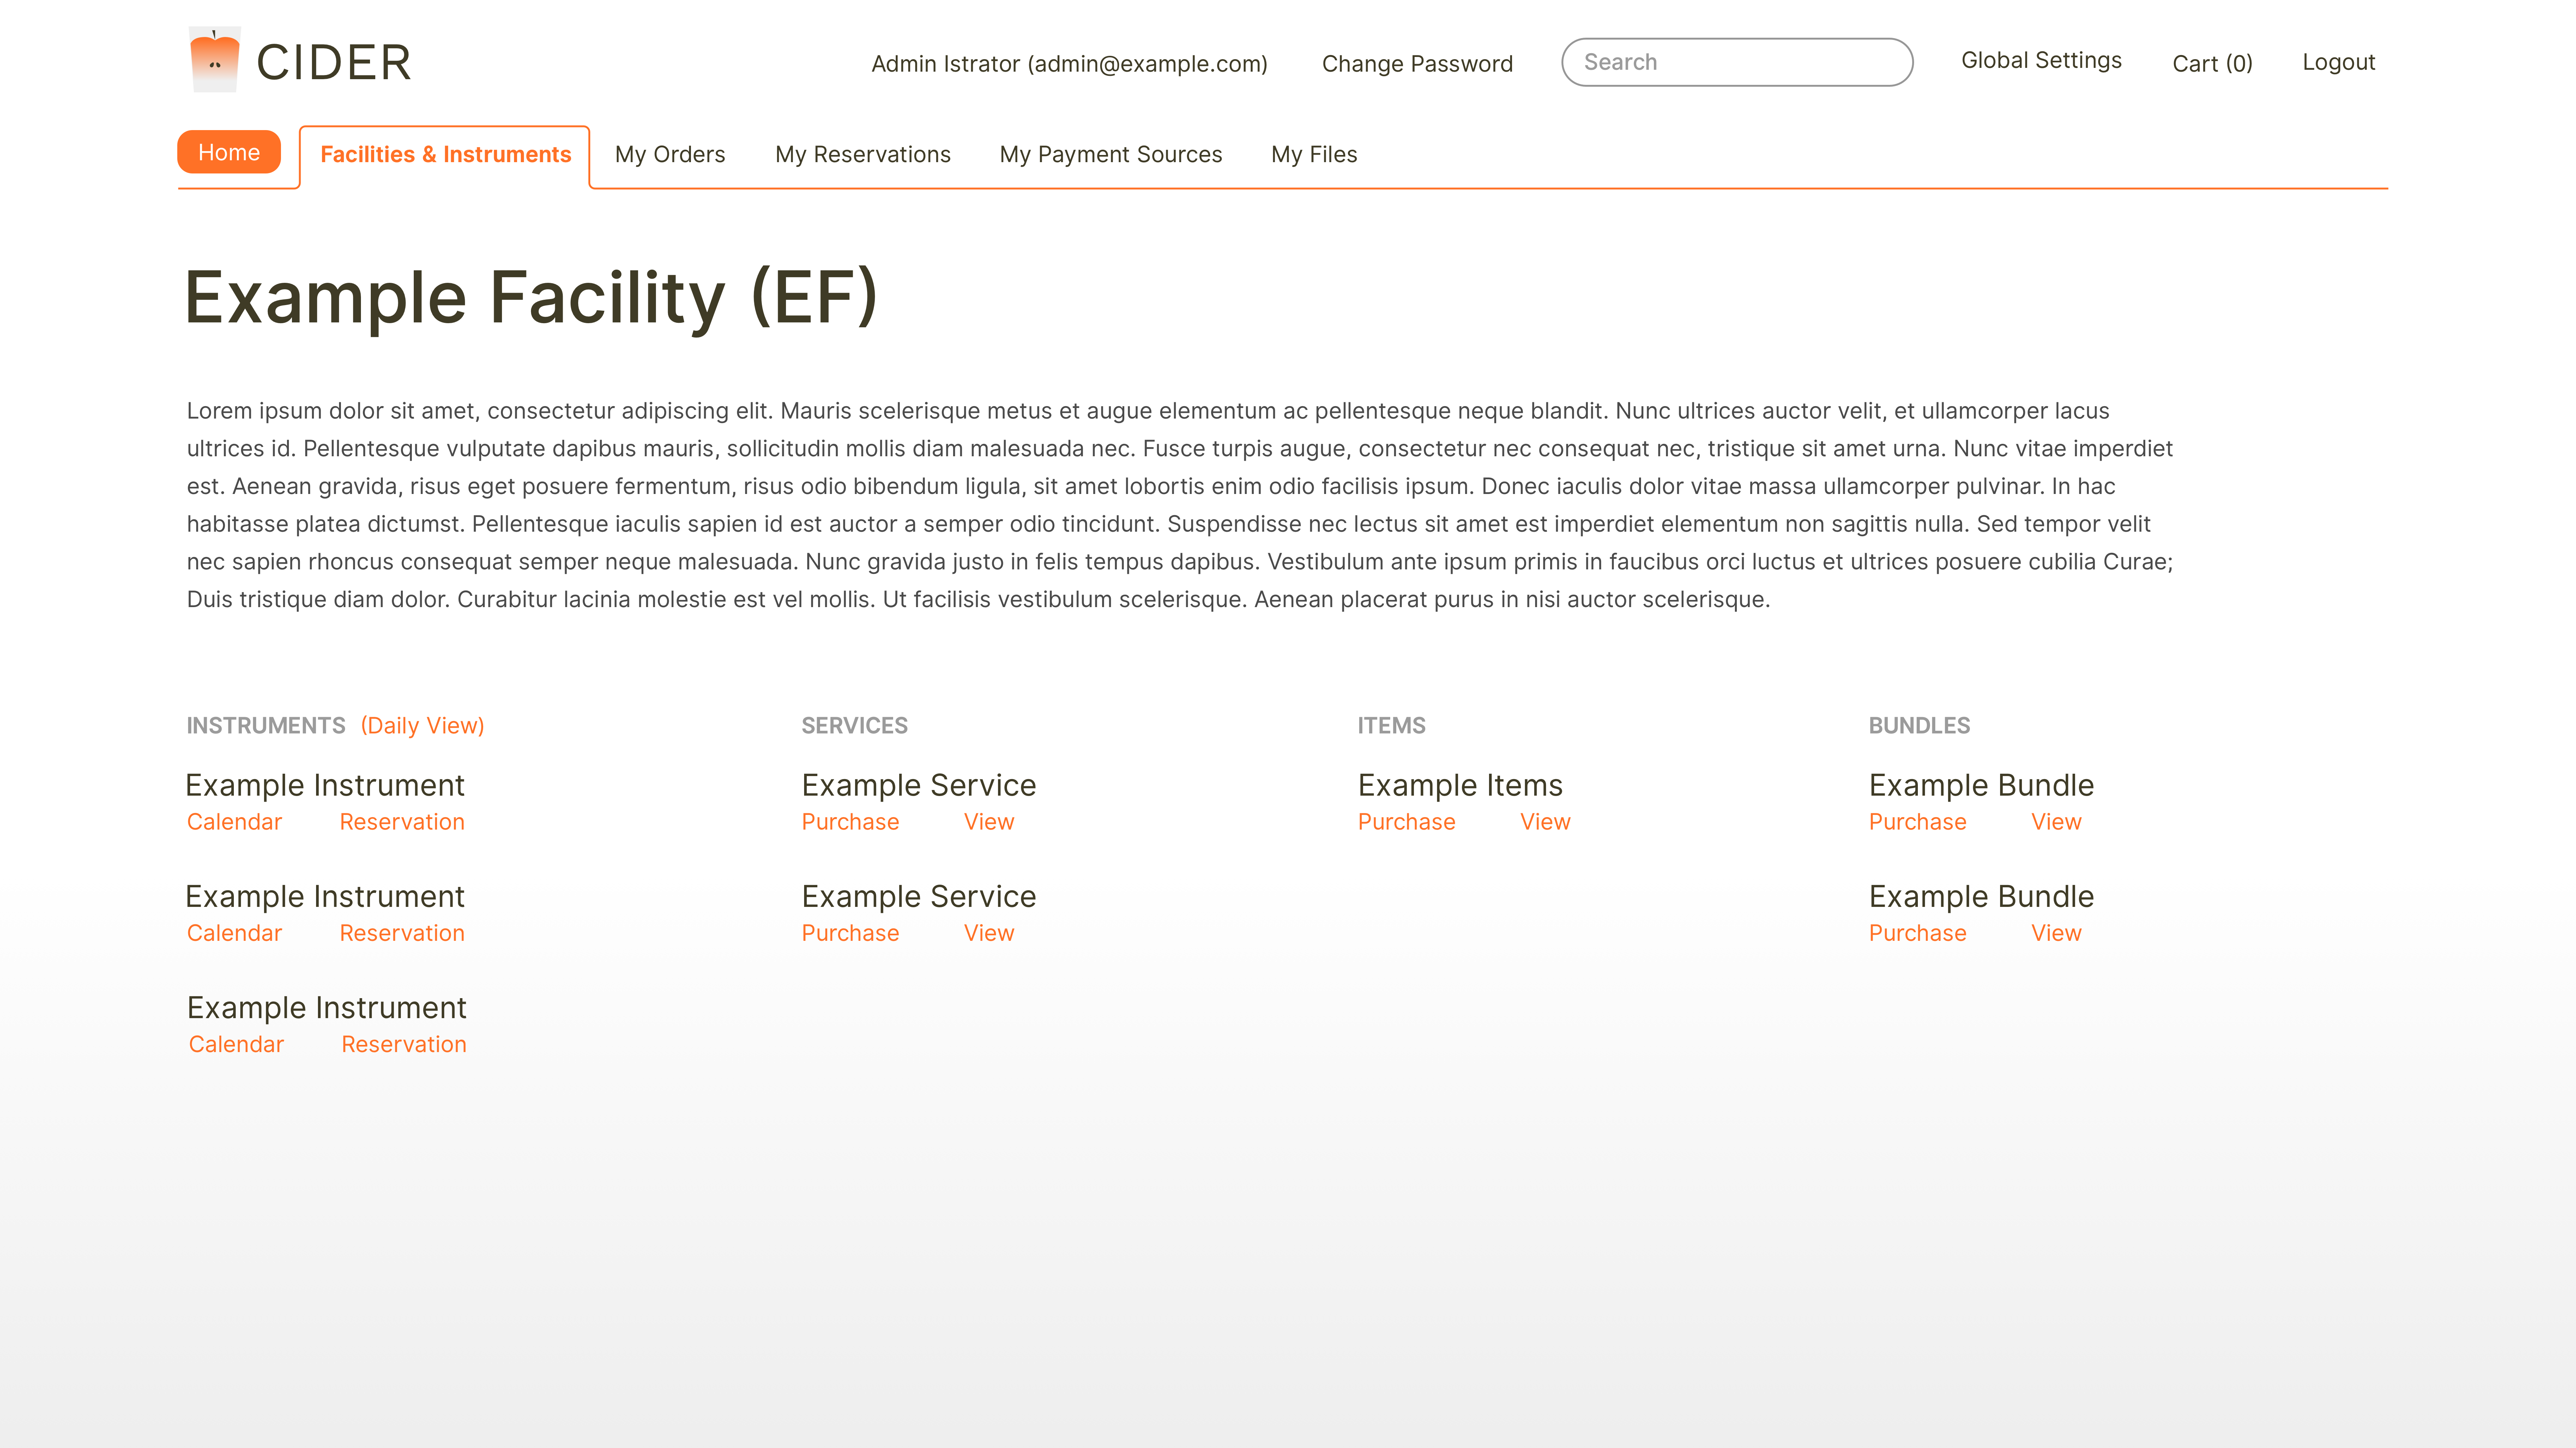 CIDER
Admin Istrator (admin@example.com) Change Password Search Global Settings Cart (0) Logout
Home Facilities & Instruments My Orders My Reservations My Payment Sources My Files
Example Facility (EF)
Lorem ipsum dolor sit amet, consectetur adipiscing elit. Mauris scelerisque metus et augue elementum ac pellentesque neque blandit. Nunc ultrices auctor velit, et ullamcorper lacus
ultrices id. Pellentesque vulputate dapibus mauris, sollicitudin mollis diam malesuada nec. Fusce turpis augue, consectetur nec consequat nec, tristique sit amet urna. Nunc vitae imperdiet
est. Aenean gravida, risus eget posuere fermentum, risus odio bibendum ligula, sit amet lobortis enim odio facilisis ipsum. Donec iaculis dolor vitae massa ullamcorper pulvinar. In hac
habitasse platea dictumst. Pellentesque iaculis sapien id est auctor a semper odio tincidunt. Suspendisse nec lectus sit amet est imperdiet elementum non sagittis nulla. Sed tempor velit
nec sapien rhoncus consequat semper neque malesuada. Nunc gravida justo in felis tempus dapibus. Vestibulum ante ipsum primis in faucibus orci luctus et ultrices posuere cubilia Curae;
Duis tristique diam dolor. Curabitur lacinia molestie est vel mollis. Ut facilisis vestibulum scelerisque. Aenean placerat purus in nisi auctor scelerisque.
INSTRUMENTS (Daily View)
Example Instrument
Calendar Reservation
Example Instrument
Calendar Reservation
Example Instrument
Calendar Reservation
SERVICES
Example Service
Purchase View
Example Service
Purchase View
ITEMS
Example Items
Purchase View
BUNDLES
Example Bundle
Purchase View
Example Bundle
Purchase View